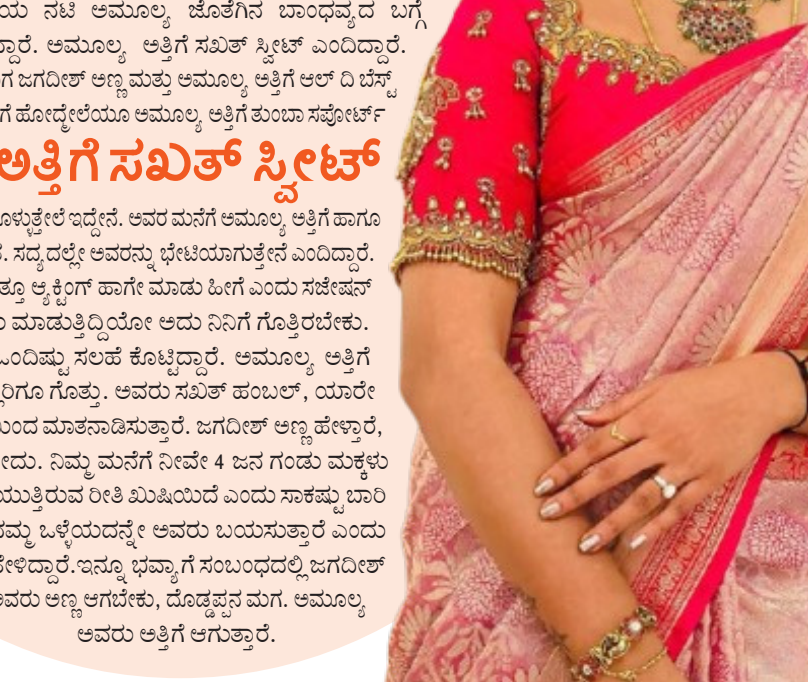 ನಟಿ ಅಮೂಲ್ಯ ಜೊತೆಗಿನ ಬಾಂಧವ್ಯದ ಬಗ್ಗೆ
ಅಮೂಲ್ಯ ಅತ್ತಿಗೆ ಸಖತ್ ಸ್ವೀಟ್ ಎಂದಿದ್ದಾರೆ.
ಜಗದೀಶ್ ಅಣ್ಣ ಮತ್ತು ಅಮೂಲ್ಯ ಅತ್ತಿಗೆ ಆಲ್ ದಿ ಬೆಸ್ಟ್
ಹೋದ್ಮೇಲೆಯೂ ಅಮೂಲ್ಯ ಅತ್ತಿಗೆ ತುಂಬಾ ಸಪೋರ್ಟ್
ಅತ್ತಿಗೆ ಸಖತ್ ಸ್ವೀಟ್
ಇದ್ದೇನೆ. ಅವರ ಮನೆಗೆ ಅಮೂಲ್ಯ ಅತ್ತಿಗೆ ಹಾಗೂ
ಸದ್ಯದಲ್ಲೇ ಅವರನ್ನು ಭೇಟಿಯಾಗುತ್ತೇನೆ ಎಂದಿದ್ದಾರೆ.
ಆ್ಯಕ್ಟಿಂಗ್ ಹಾಗೇ ಮಾಡು ಹೀಗೆ ಎಂದು ಸಜೇಷನ್
ಮಾಡುತ್ತಿದ್ದಿಯೋ ಅದು ನಿನಿಗೆ ಗೊತ್ತಿರಬೇಕು.
ಒಂದಿಷ್ಟು ಸಲಹೆ ಕೊಟ್ಟಿದ್ದಾರೆ. ಅಮೂಲ್ಯ ಅತ್ತಿಗೆ
ಗೊತ್ತು. ಅವರು ಸಖತ್ ಹಂಬಲ್, ಯಾರೇ
ಮಾತನಾಡಿಸುತ್ತಾರೆ. ಜಗದೀಶ್ ಅಣ್ಣ ಹೇಳ್ತಾರೆ,
ನಿಮ್ಮ ಮನೆಗೆ ನೀವೇ 4 ಜನ ಗಂಡು ಮಕ್ಕಳು
ರೀತಿ ಖುಷಿಯಿದೆ ಎಂದು ಸಾಕಷ್ಟು ಬಾರಿ
ಒಳ್ಳೆಯದನ್ನೇ ಅವರು ಬಯಸುತ್ತಾರೆ ಎಂದು
ಹೇಳಿದ್ದಾರೆ.ಇನ್ನೂ ಭವ್ಯಾಗೆ ಸಂಬಂಧದಲ್ಲಿ ಜಗದೀಶ್
ಅವರು ಅಣ್ಣ ಆಗಬೇಕು, ದೊಡ್ಡಪ್ಪನ ಮಗ. ಅಮೂಲ್ಯ
ಅವರು ಅತ್ತಿಗೆ ಆಗುತ್ತಾರೆ.